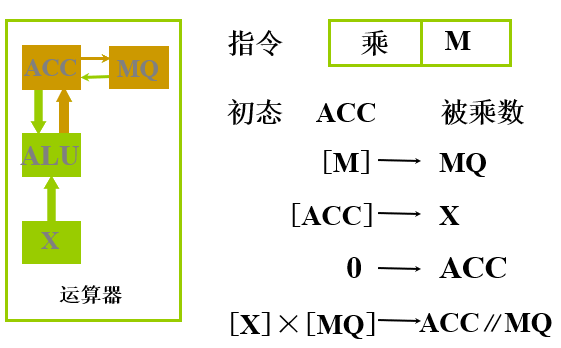 指令 乘 M
ACC MQ
初态 ACC 被乘数
ALU
[M] → MQ
[ACC] → X
X
0 → ACC
运算器
[X]×[MQ] → ACC∥MQ